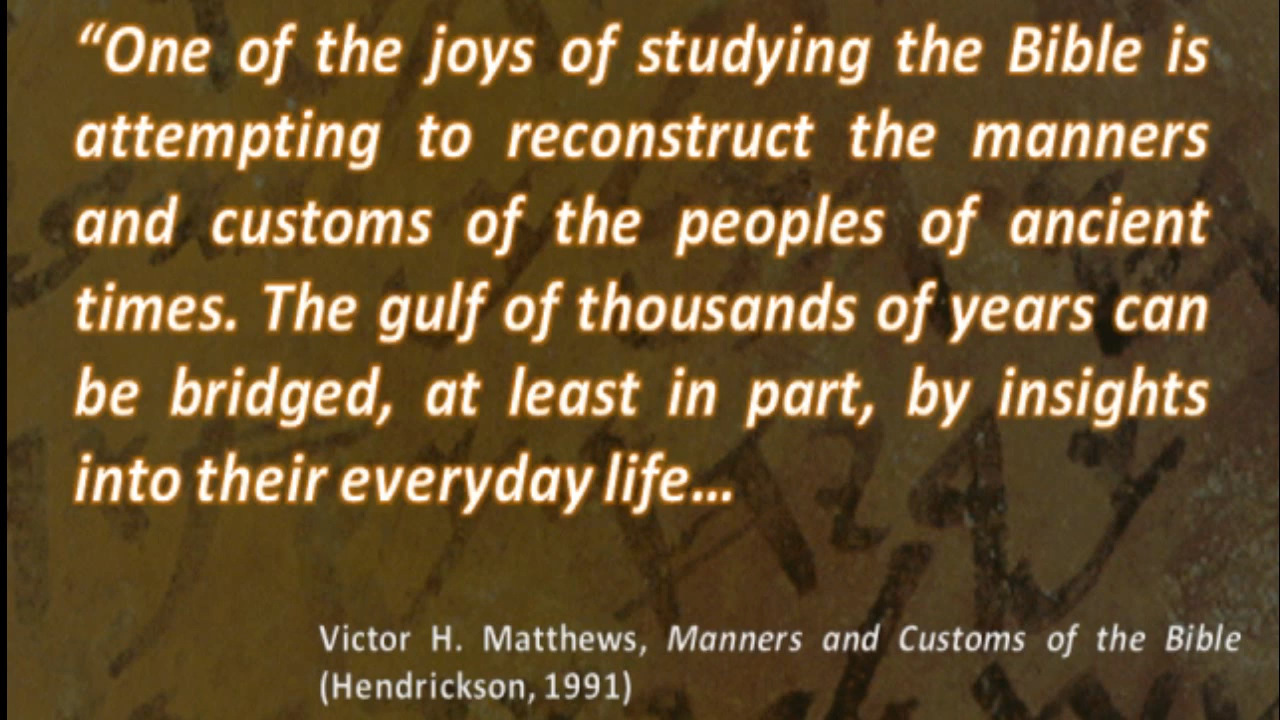 “One of the joys of studying the Bible is
attempting to reconstruct the manners
and customs of the peoples of ancient
times. The gulf of thousands of years can
be bridged, at least in part, by insights
into their everyday life...
Victor H. Matthews, Manners and Customs of the Bible
(Hendrickson, 1991)